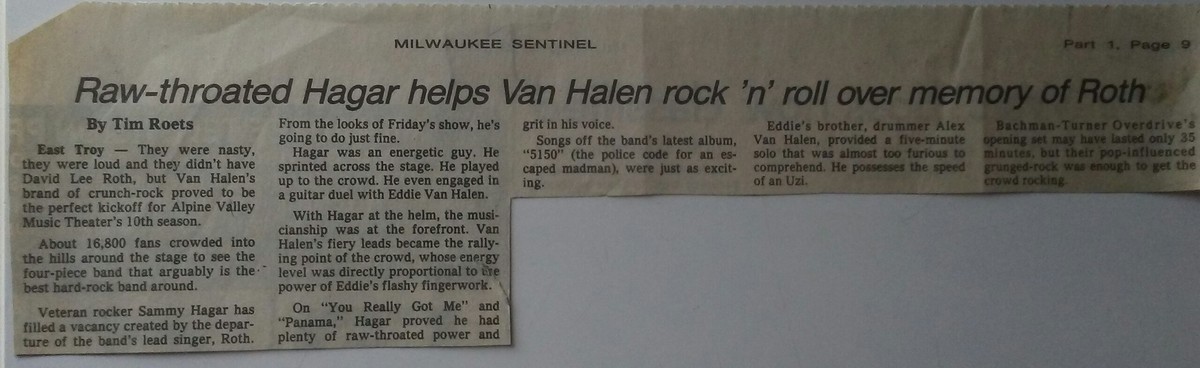 MILWAUKEE SENTINEL
Part 1, Page 9
Raw-throated Hagar helps Van Halen rock 'n' roll over memory of Roth
By Tim Roets
East Troy — They were nasty,
they were loud and they didn't have
David Lee Roth, but Van Halen's
brand of crunch-rock proved to be
the perfect kickoff for Alpine Valley
Music Theater's 10th season.
About 16,800 fans crowded into
the hills around the stage to see the
four-piece band that arguably is the
best hard-rock band around.
Veteran rocker Sammy Hagar has
filled a vacancy created by the depar-
ture of the band's lead singer, Roth.
From the looks of Friday's show, he's
going to do just fine.
Hagar was an energetic guy. He
sprinted across the stage. He played
up to the crowd. He even engaged in
a guitar duel with Eddie Van Halen.
With Hagar at the helm, the musi-
cianship was at the forefront. Van
Halen's fiery leads became the rally-
ing point of the crowd, whose energy
level was directly proportional to the
power of Eddie's flashy fingerwork.
On "You Really Got Me" and
"Panama," Hagar proved he had
plenty of raw-throated power and
grit in his voice.
Songs off the band's latest album,
"5150" (the police code for an es-
caped madman), were just as excit-
ing.
Eddie's brother, drummer Alex
Van Halen, provided a five-minute
solo that was almost too furious to
comprehend. He possesses the speed
of an Uzi.
Bachman-Turner Overdrive's
opening set may have lasted only 35
minutes, but their pop-influenced
grunged-rock was enough to get the
crowd rocking.